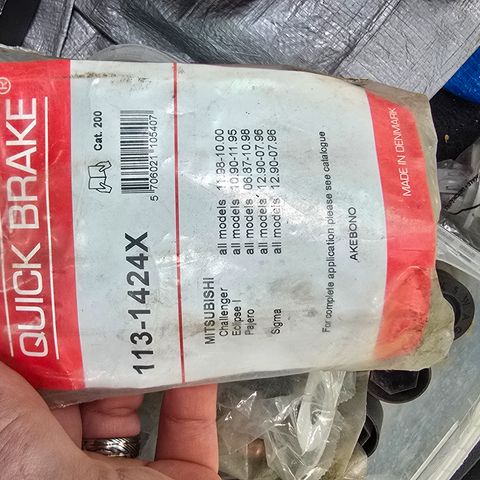 QUICK BRAKE®
113-1424X
Cat. 200
5 706021 105407
MITSUBISHI
Challenger all models 11.98-10.00
Eclipse I all models 10.90-11.95
Pajero all models 06.87-10.98
all models 12.90-07.96
Sigma all models 12.90-07.96
For complete application please see catalogue
AKEBONO
MADE IN DENMARK